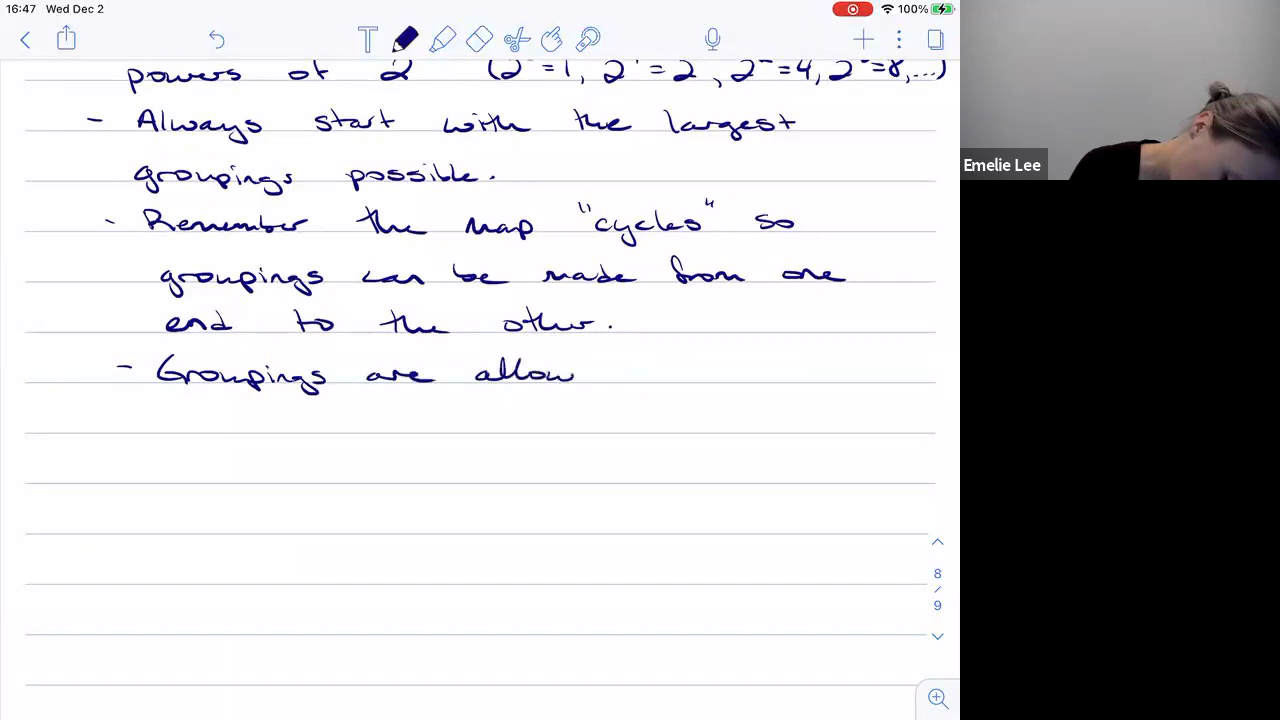 16:47 Wed Dec 2
100%
T
powers of 2 (2⁰=1, 2¹=2, 2²=4, 2³=8,...)
- Always start with the largest
groupings possible.
- Remember the map "cycles" so
groupings can be made from one
end to the other.
- Groupings are allow
8
/
9
Emelie Lee